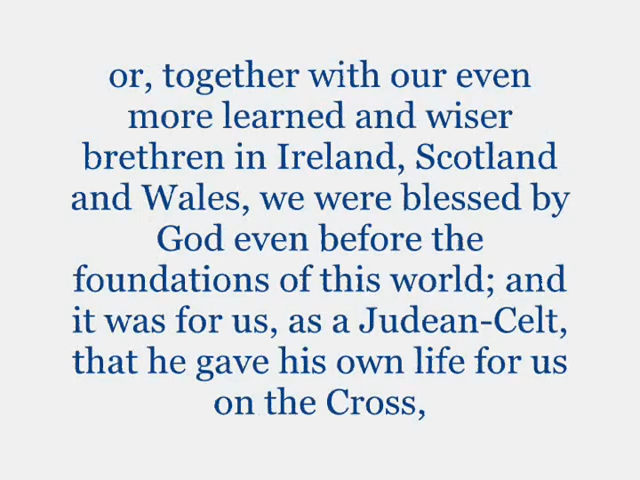 or, together with our even
more learned and wiser
brethren in Ireland, Scotland
and Wales, we were blessed by
God even before the
foundations of this world; and
it was for us, as a Judean-Celt,
that he gave his own life for us
on the Cross,